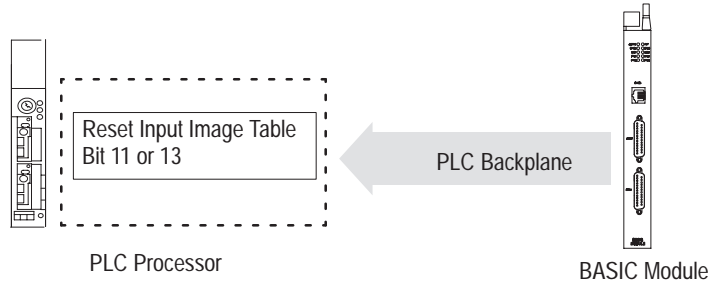 Reset Input Image Table
Bit 11 or 13
PLC Backplane
PLC Processor
BASIC Module